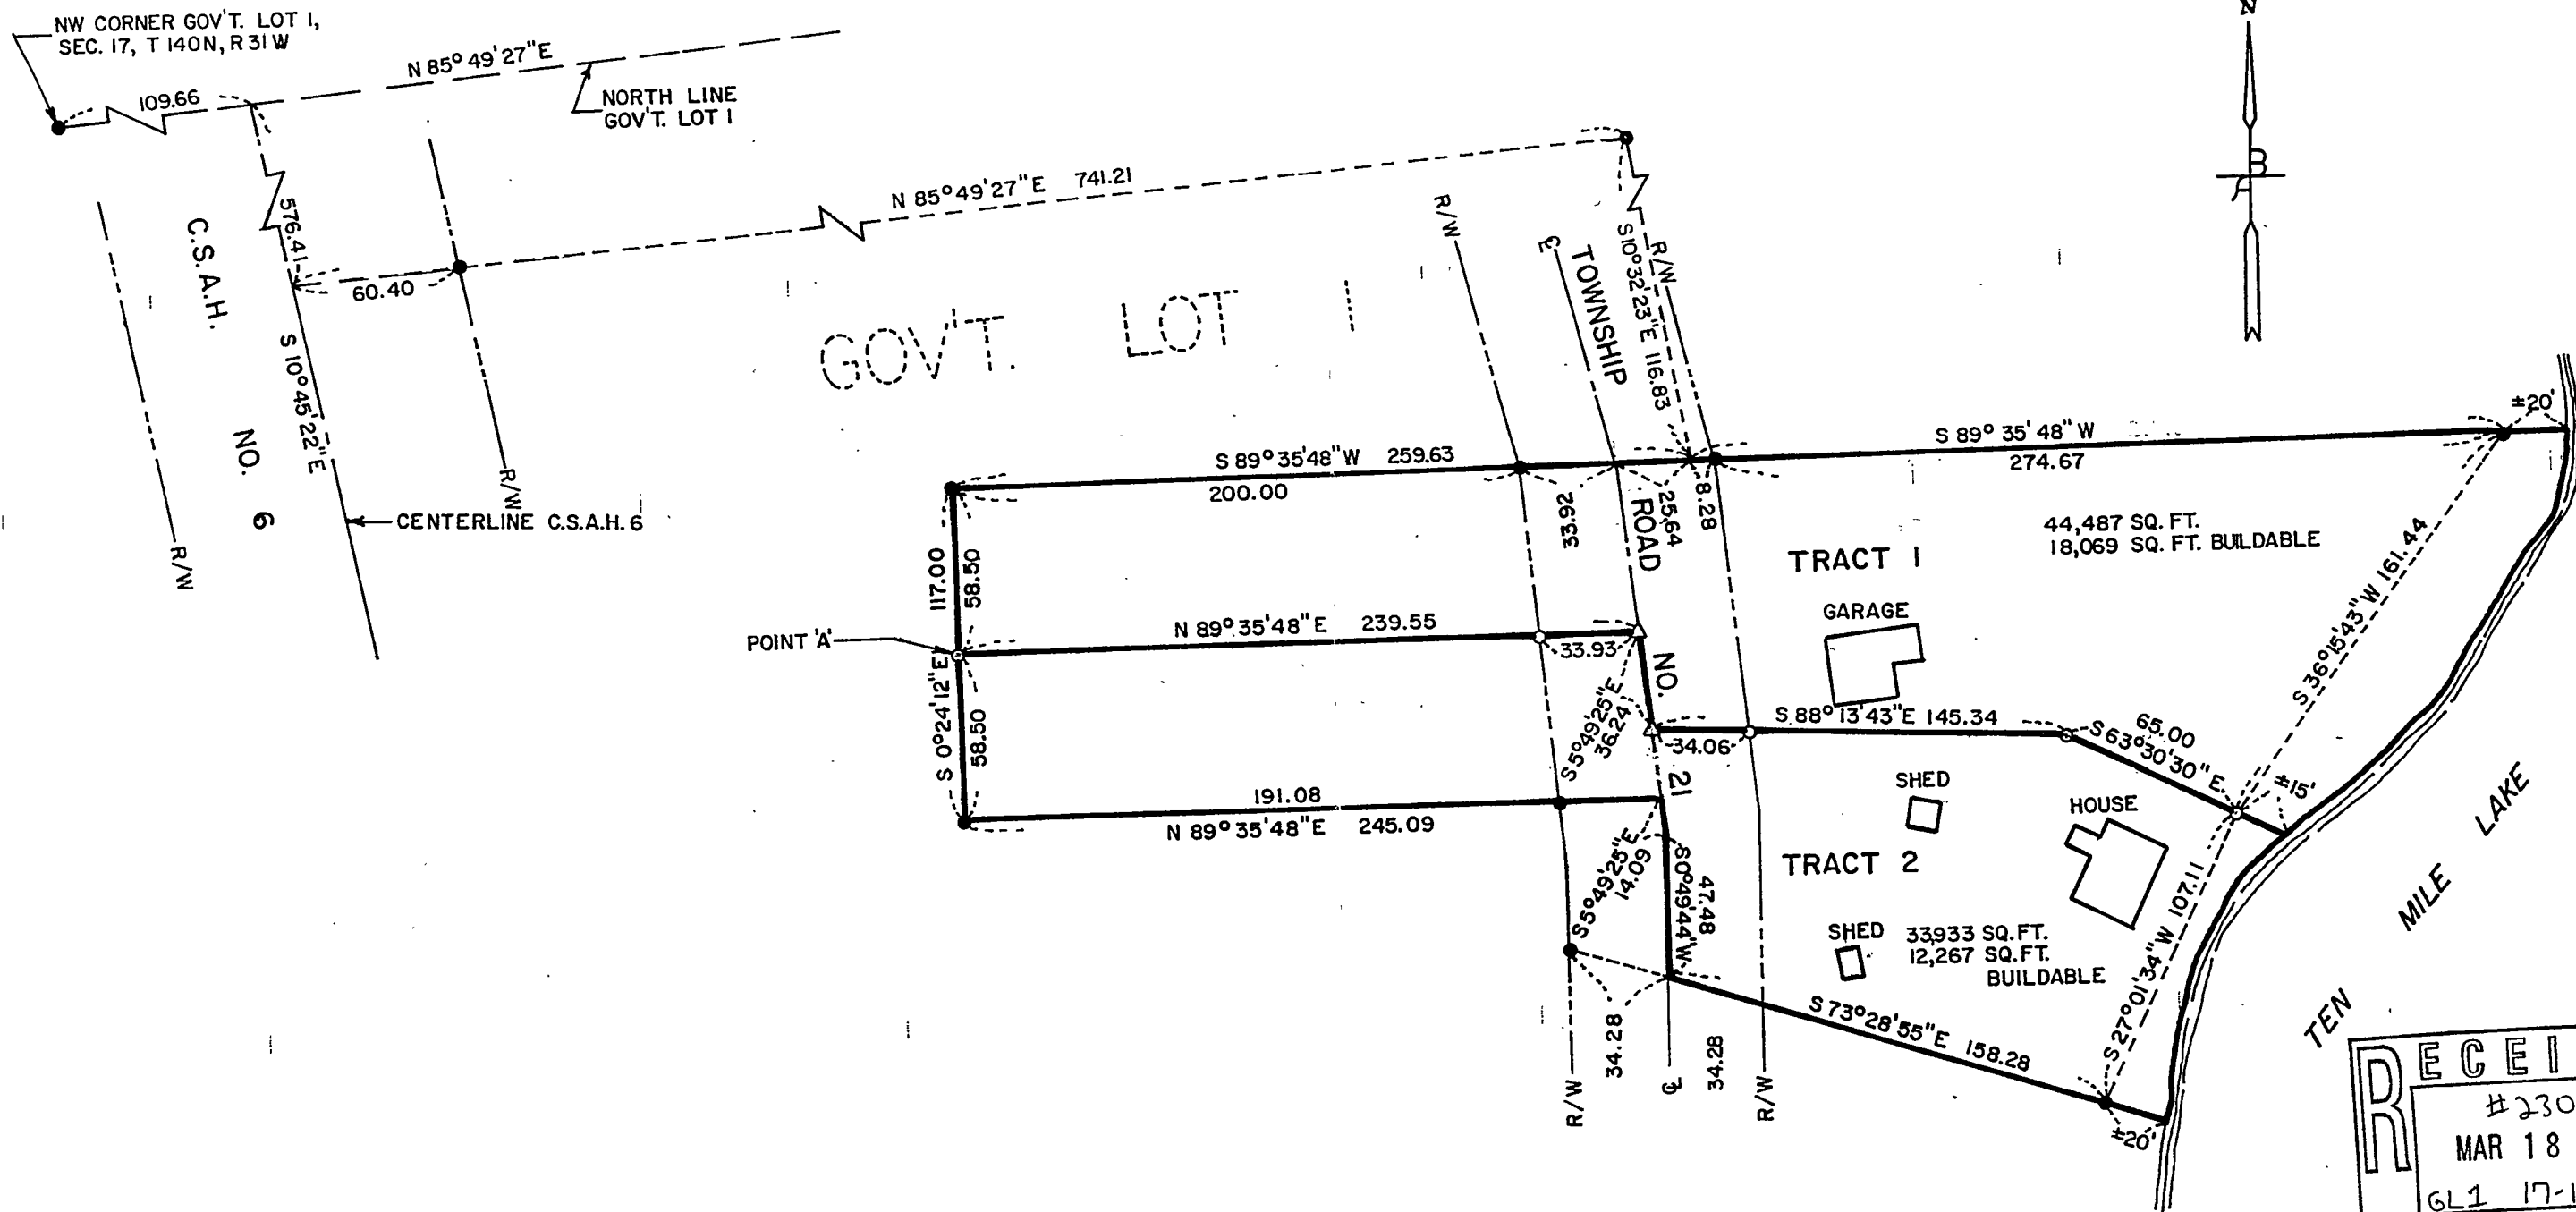 NW CORNER GOV'T. LOT 1,
SEC. 17, T 140N, R 31 W
109.66
N 85° 49' 27" E
NORTH LINE
GOV'T. LOT 1
N
576.41
60.40
N 85° 49' 27" E 741.21
C.S.A.H. NO. 6
S 10° 45' 22" E
R/W
R/W
CENTERLINE C.S.A.H. 6
GOV'T. LOT 1
R/W
TOWNSHIP ROAD NO. 21
S 10° 32' 23" E 116.83
R/W
S 89° 35' 48" W 259.63
200.00
33.92
25.64
8.28
S 89° 35' 48" W
274.67
±20'
44,487 SQ. FT.
18,069 SQ. FT. BUILDABLE
TRACT 1
GARAGE
117.00
58.50
POINT 'A'
N 89° 35' 48" E 239.55
33.93
S 36° 15' 43" W 161.44
S 0° 24' 12" E
58.50
S 5° 49' 25" E
36.24
34.06
S 88° 13' 43" E 145.34
65.00
S 63° 30' 30" E
±15'
191.08
N 89° 35' 48" E 245.09
SHED
HOUSE
TRACT 2
S 5° 49' 25" E
14.09
S 0° 49' 44" W
47.48
SHED
33,933 SQ. FT.
12,267 SQ. FT.
BUILDABLE
S 27° 01' 34" W 107.11
S 73° 28' 55" E 158.28
±20'
34.28
34.28
R/W
R/W
TEN MILE LAKE
RECEI
#230
MAR 18
GL1 17-1